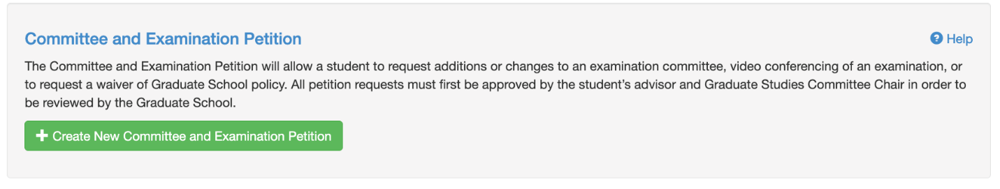 Committee and Examination Petition
Help
The Committee and Examination Petition will allow a student to request additions or changes to an examination committee, video conferencing of an examination, or
to request a waiver of Graduate School policy. All petition requests must first be approved by the student’s advisor and Graduate Studies Committee Chair in order to
be reviewed by the Graduate School.
Create New Committee and Examination Petition